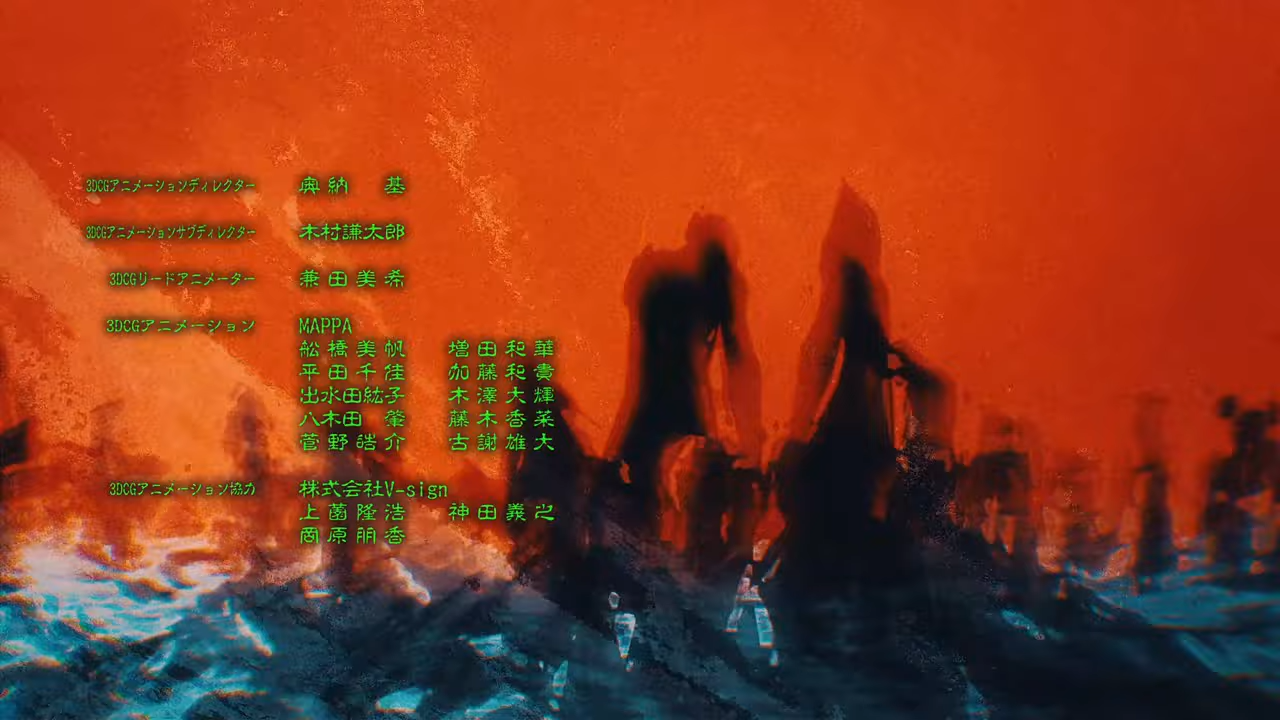 3DCGアニメーションディレクター 奥納 基
3DCGアニメーションサブディレクター 木村謙太郎
3DCGリードアニメーター 兼田美希
3DCGアニメーション MAPPA
舩橋美帆 増田和華
平田千佳 加藤和貴
出水田紘子 木澤大輝
八木田 肇 藤木香菜
菅野皓介 古謝雄大
3DCGアニメーション協力 株式会社V-sign
上薗隆浩 神田義之
岡原朋香